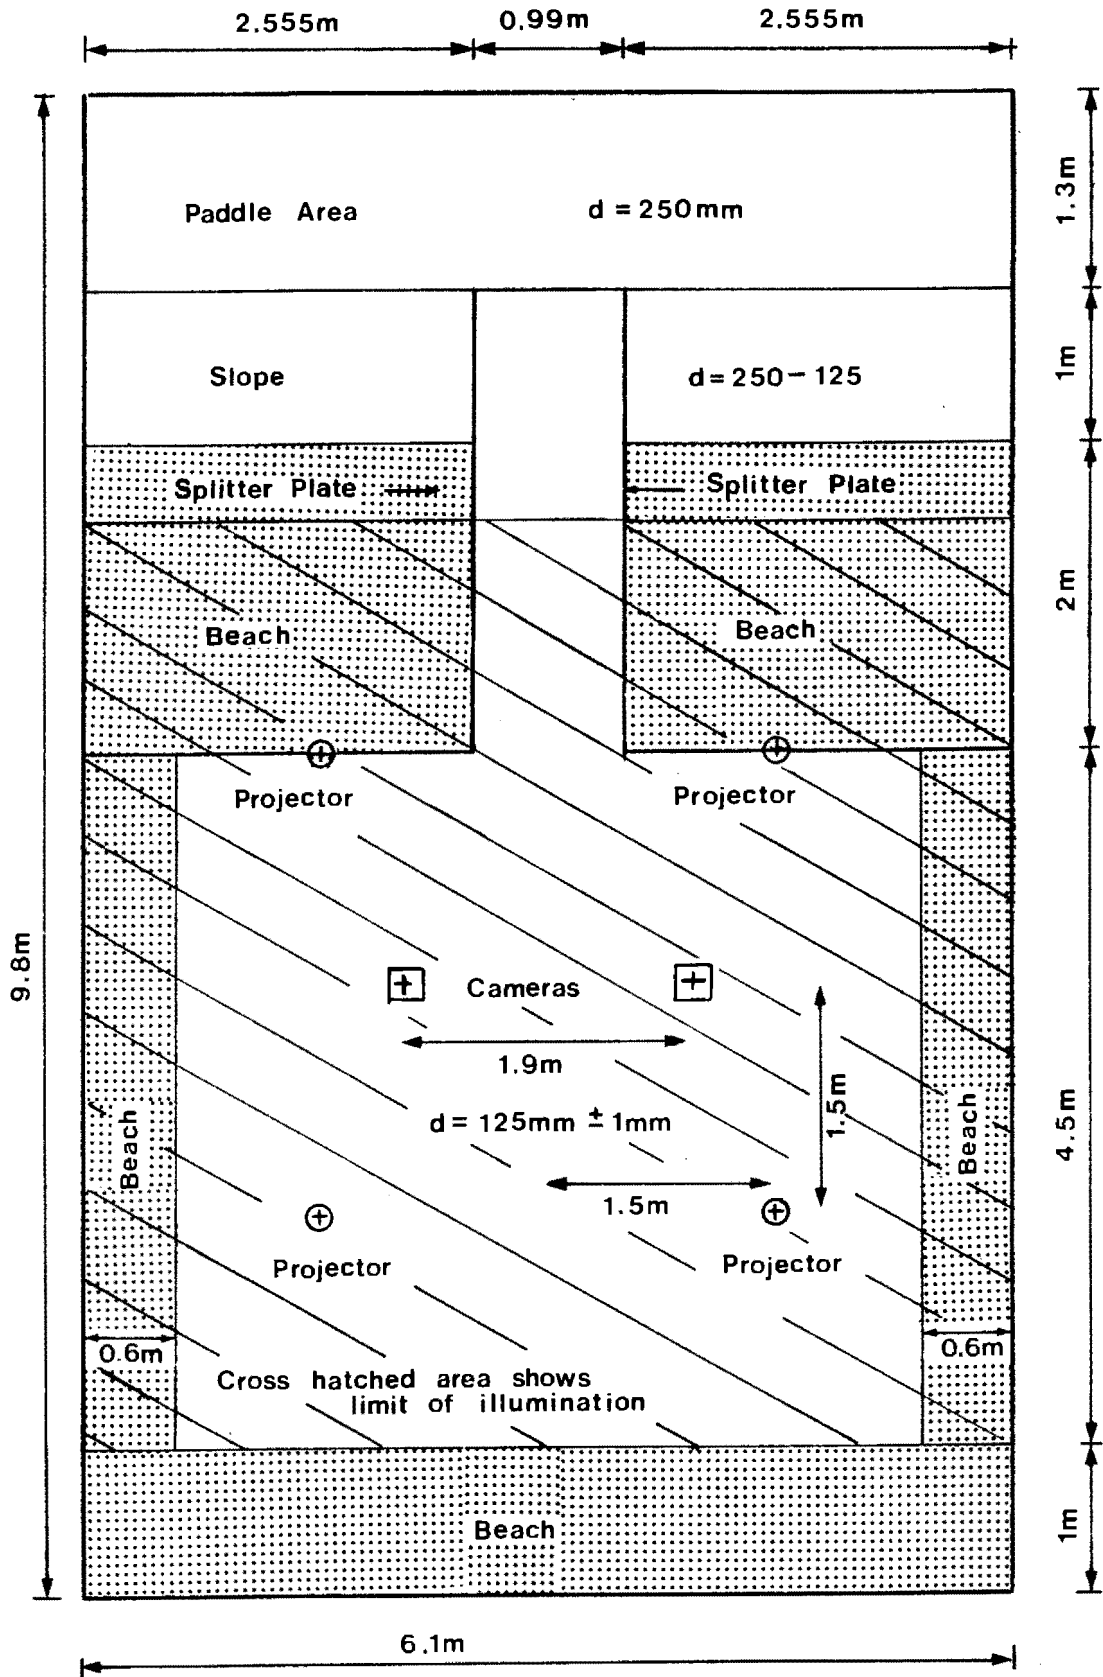 2.555m 0.99m 2.555m
1.3m
Paddle Area d = 250mm
1m
Slope d = 250 - 125
Splitter Plate Splitter Plate
2m
Beach Beach
Projector Projector
9.8m
Cameras
1.9m
1.5m
d = 125mm ± 1mm
4.5m
Beach Beach
1.5m
Projector Projector
0.6m 0.6m
Cross hatched area shows
limit of illumination
Beach
1m
6.1m